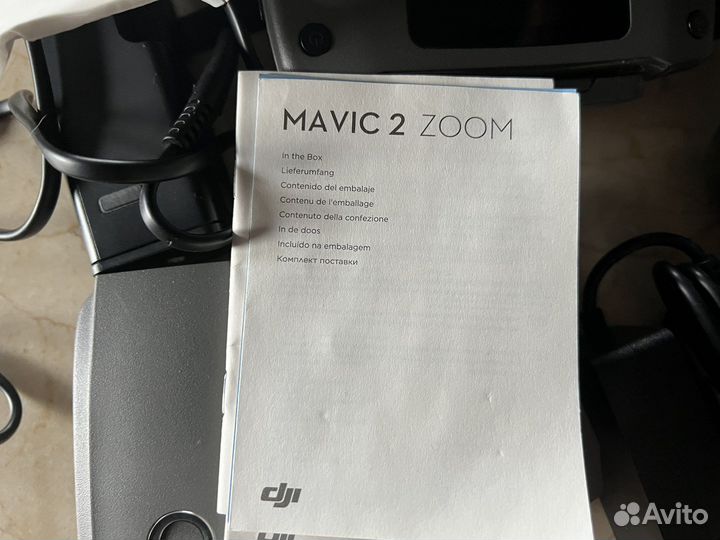 MAVIC 2 ZOOM
In the Box
Lieferumfang
Contenido del embalaje
Contenu de l'emballage
Contenuto della confezione
In de doos
Incluído na embalagem
Комплект поставки
dji
Avito